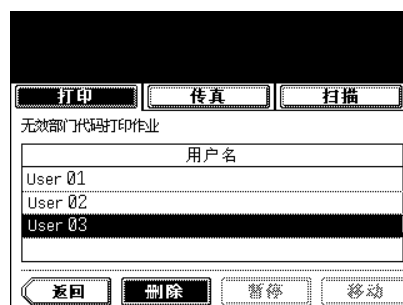 打印 传真 扫描
无效部门代码打印作业
用户名
User 01
User 02
User 03
返回 删除 暂停 移动